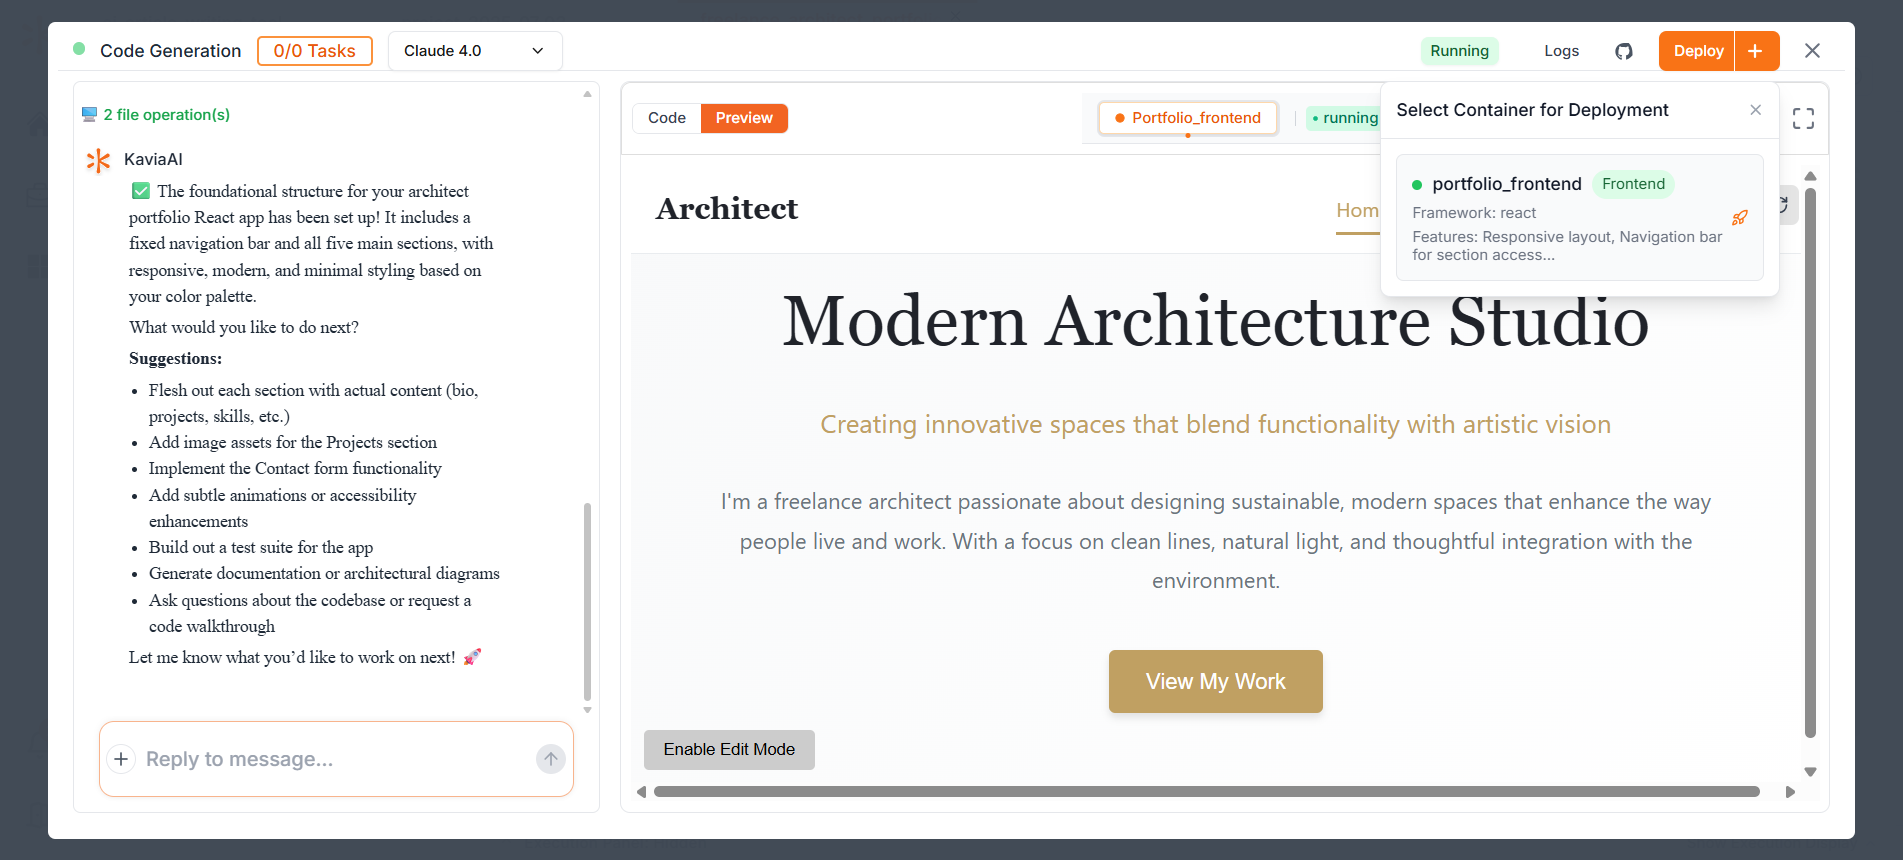 Code Generation
0/0 Tasks
Claude 4.0
Running
Logs
Deploy
2 file operation(s)
KaviaAI
✅ The foundational structure for your architect
portfolio React app has been set up! It includes a
fixed navigation bar and all five main sections, with
responsive, modern, and minimal styling based on
your color palette.
What would you like to do next?
Suggestions:
• Flesh out each section with actual content (bio,
projects, skills, etc.)
• Add image assets for the Projects section
• Implement the Contact form functionality
• Add subtle animations or accessibility
enhancements
• Build out a test suite for the app
• Generate documentation or architectural diagrams
• Ask questions about the codebase or request a
code walkthrough
Let me know what you’d like to work on next! 🚀
Reply to message...
Code
Preview
Portfolio_frontend
running
Select Container for Deployment
portfolio_frontend
Frontend
Framework: react
Features: Responsive layout, Navigation bar
for section access...
Architect
Hom
Modern Architecture Studio
Creating innovative spaces that blend functionality with artistic vision
I'm a freelance architect passionate about designing sustainable, modern spaces that enhance the way
people live and work. With a focus on clean lines, natural light, and thoughtful integration with the
environment.
View My Work
Enable Edit Mode